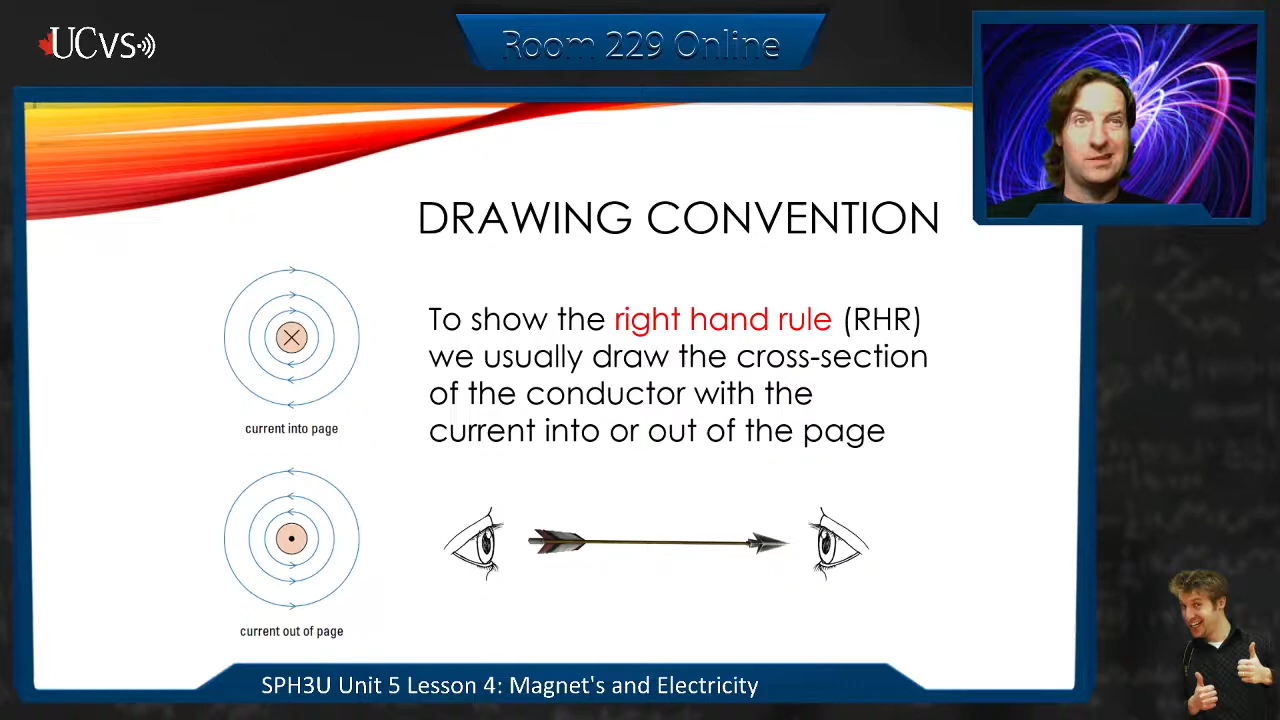 UCvs
Room 229 Online
DRAWING CONVENTION
To show the right hand rule (RHR)
we usually draw the cross-section
of the conductor with the
current into or out of the page
current into page
current out of page
SPH3U Unit 5 Lesson 4: Magnet's and Electricity